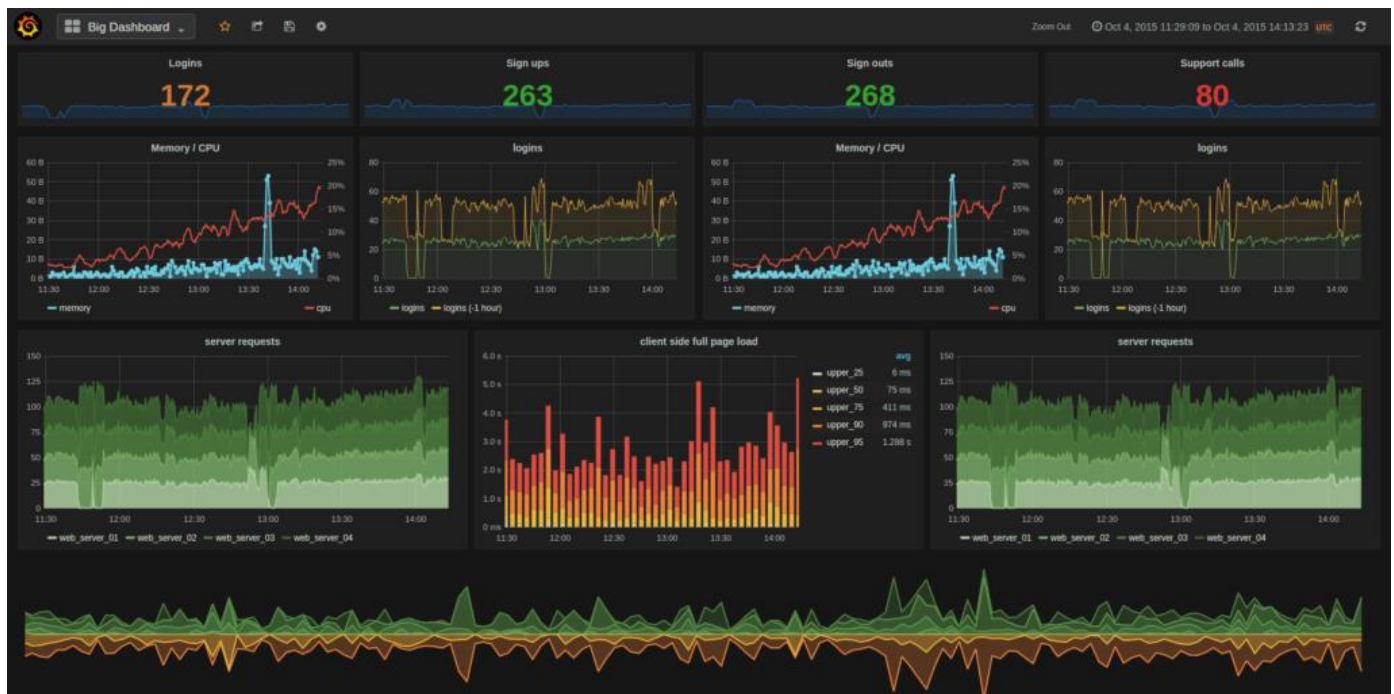 Big Dashboard
Zoom Out
Oct 4, 2015 11:29:09 to Oct 4, 2015 14:13:23 UTC
Logins
172
Sign ups
263
Sign outs
268
Support calls
80
Memory / CPU
60 B
50 B
40 B
30 B
20 B
10 B
0 B
25%
20%
15%
10%
5%
0%
11:30 12:00 12:30 13:00 13:30 14:00
memory cpu
logins
80
60
40
20
0
11:30 12:00 12:30 13:00 13:30 14:00
logins logins (-1 hour)
Memory / CPU
60 B
50 B
40 B
30 B
20 B
10 B
0 B
25%
20%
15%
10%
5%
0%
11:30 12:00 12:30 13:00 13:30 14:00
memory cpu
logins
80
60
40
20
0
11:30 12:00 12:30 13:00 13:30 14:00
logins logins (-1 hour)
server requests
150
125
100
75
50
25
0
11:30 12:00 12:30 13:00 13:30 14:00
web_server_01 web_server_02 web_server_03 web_server_04
client side full page load
6.0 s
5.0 s
4.0 s
3.0 s
2.0 s
1.0 s
0 ms
11:30 12:00 12:30 13:00 13:30 14:00
avg
upper_25 6 ms
upper_50 75 ms
upper_75 411 ms
upper_90 974 ms
upper_95 1.288 s
server requests
150
125
100
75
50
25
0
11:30 12:00 12:30 13:00 13:30 14:00
web_server_01 web_server_02 web_server_03 web_server_04